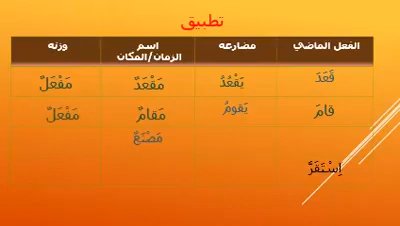 تطبيق
الفعل الماضي مضارعه اسم الزمان/المكان وزنه
قَعَدَ يَقْعُدُ مَقْعَدٌ مَفْعَلٌ
قامَ يَقومُ مَقامٌ مَفْعَلٌ
مَصْنَعٌ
اِسْتَقَرَّ